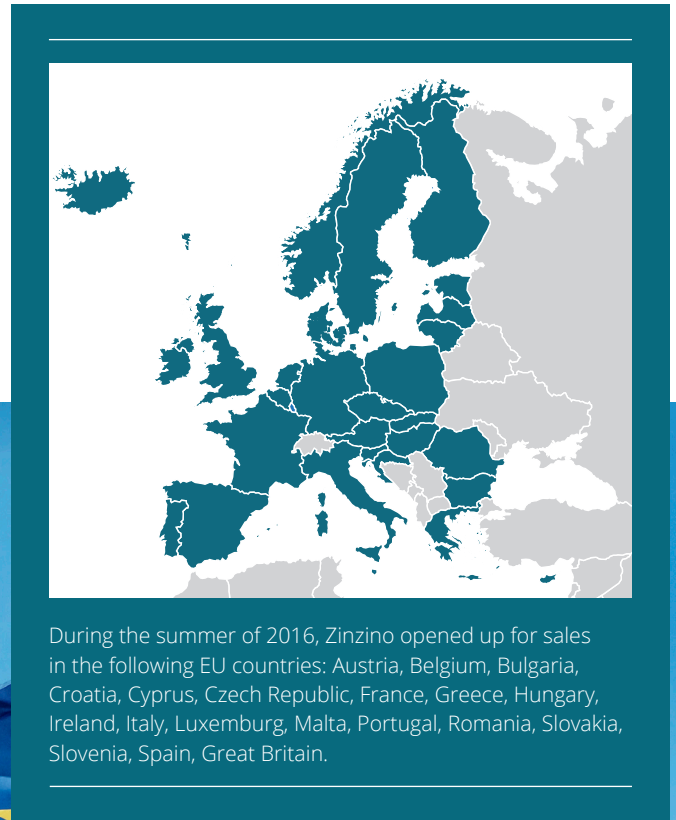 During the summer of 2016, Zinzino opened up for sales
in the following EU countries: Austria, Belgium, Bulgaria,
Croatia, Cyprus, Czech Republic, France, Greece, Hungary,
Ireland, Italy, Luxemburg, Malta, Portugal, Romania, Slovakia,
Slovenia, Spain, Great Britain.